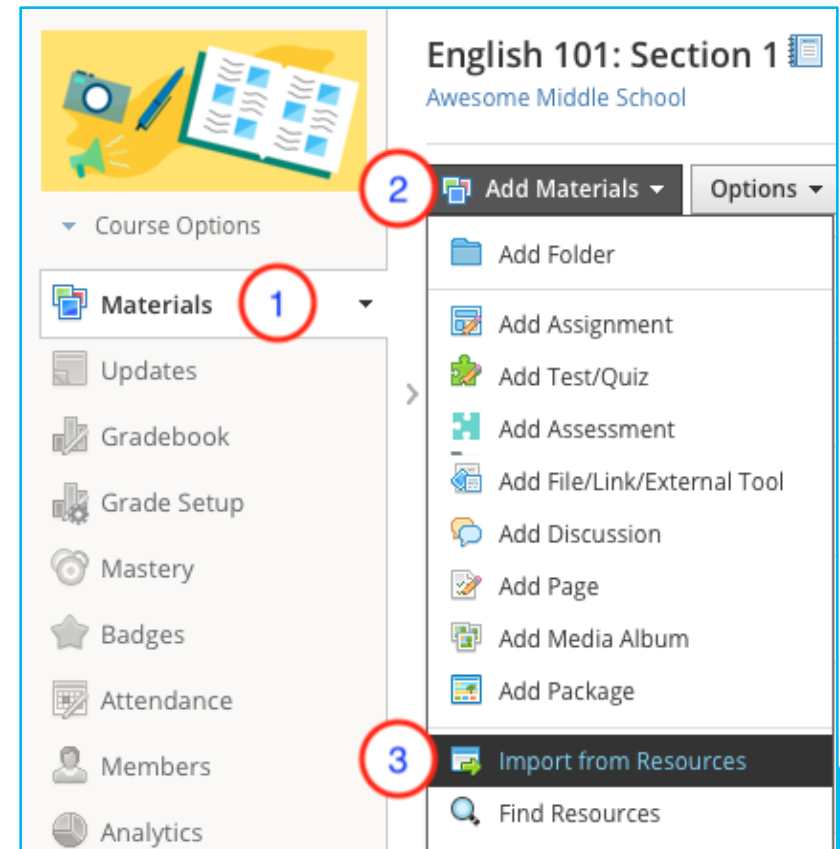 English 101: Section 1
Awesome Middle School
Course Options
Materials 1
Updates
Gradebook
Grade Setup
Mastery
Badges
Attendance
Members
Analytics
2 Add Materials Options
Add Folder
Add Assignment
Add Test/Quiz
Add Assessment
Add File/Link/External Tool
Add Discussion
Add Page
Add Media Album
Add Package
3 Import from Resources
Find Resources